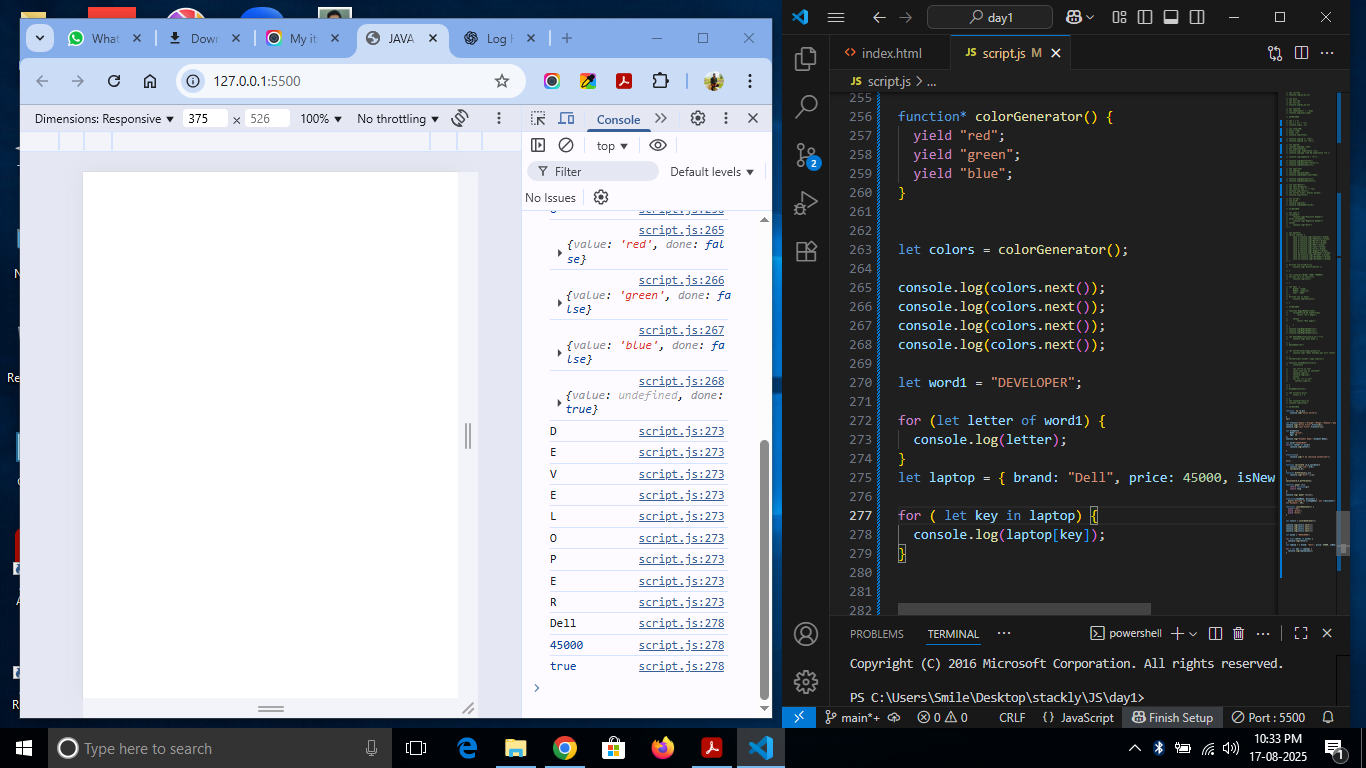 What
Down
My it
JAVA
Log
day1
127.0.0.1:5500
index.html
script.js M
script.js > ...
Dimensions: Responsive
375
x
526
100%
No throttling
Console
top
Filter
Default levels
No Issues
script.js:265
{value: 'red', done: fal
se}
script.js:266
{value: 'green', done: fa
lse}
script.js:267
{value: 'blue', done: fa
lse}
script.js:268
{value: undefined, done:
true}
D script.js:273
E script.js:273
V script.js:273
E script.js:273
L script.js:273
O script.js:273
P script.js:273
E script.js:273
R script.js:273
Dell script.js:278
45000 script.js:278
true script.js:278
2
255
256 function* colorGenerator() {
257 yield "red";
258 yield "green";
259 yield "blue";
260 }
261
262
263 let colors = colorGenerator();
264
265 console.log(colors.next());
266 console.log(colors.next());
267 console.log(colors.next());
268 console.log(colors.next());
269
270 let word1 = "DEVELOPER";
271
272 for (let letter of word1) {
273 console.log(letter);
274 }
275 let laptop = { brand: "Dell", price: 45000, isNew
276
277 for ( let key in laptop) {
278 console.log(laptop[key]);
279 }
280
281
282
PROBLEMS
TERMINAL
powershell
Copyright (C) 2016 Microsoft Corporation. All rights reserved.
PS C:\Users\Smile\Desktop\stackly\JS\day1>
main*+
0
0
CRLF
{} JavaScript
Finish Setup
Port : 5500
Type here to search
10:33 PM
17-08-2025
1